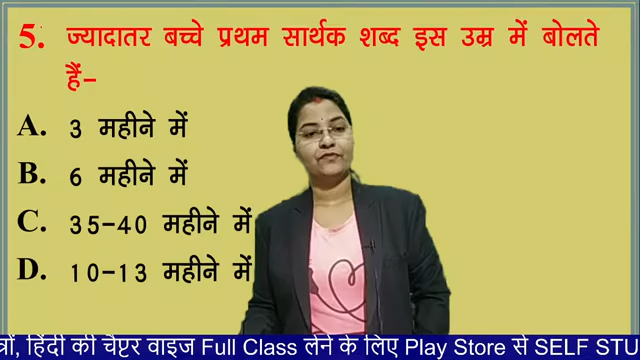 5. ज्यादातर बच्चे प्रथम सार्थक शब्द इस उम्र में बोलते
हैं-
A. 3 महीने में
B. 6 महीने में
C. 35-40 महीने में
D. 10-13 महीने में
हिंदी की चैप्टर वाइज Full Class लेने के लिए Play Store से SELF STU